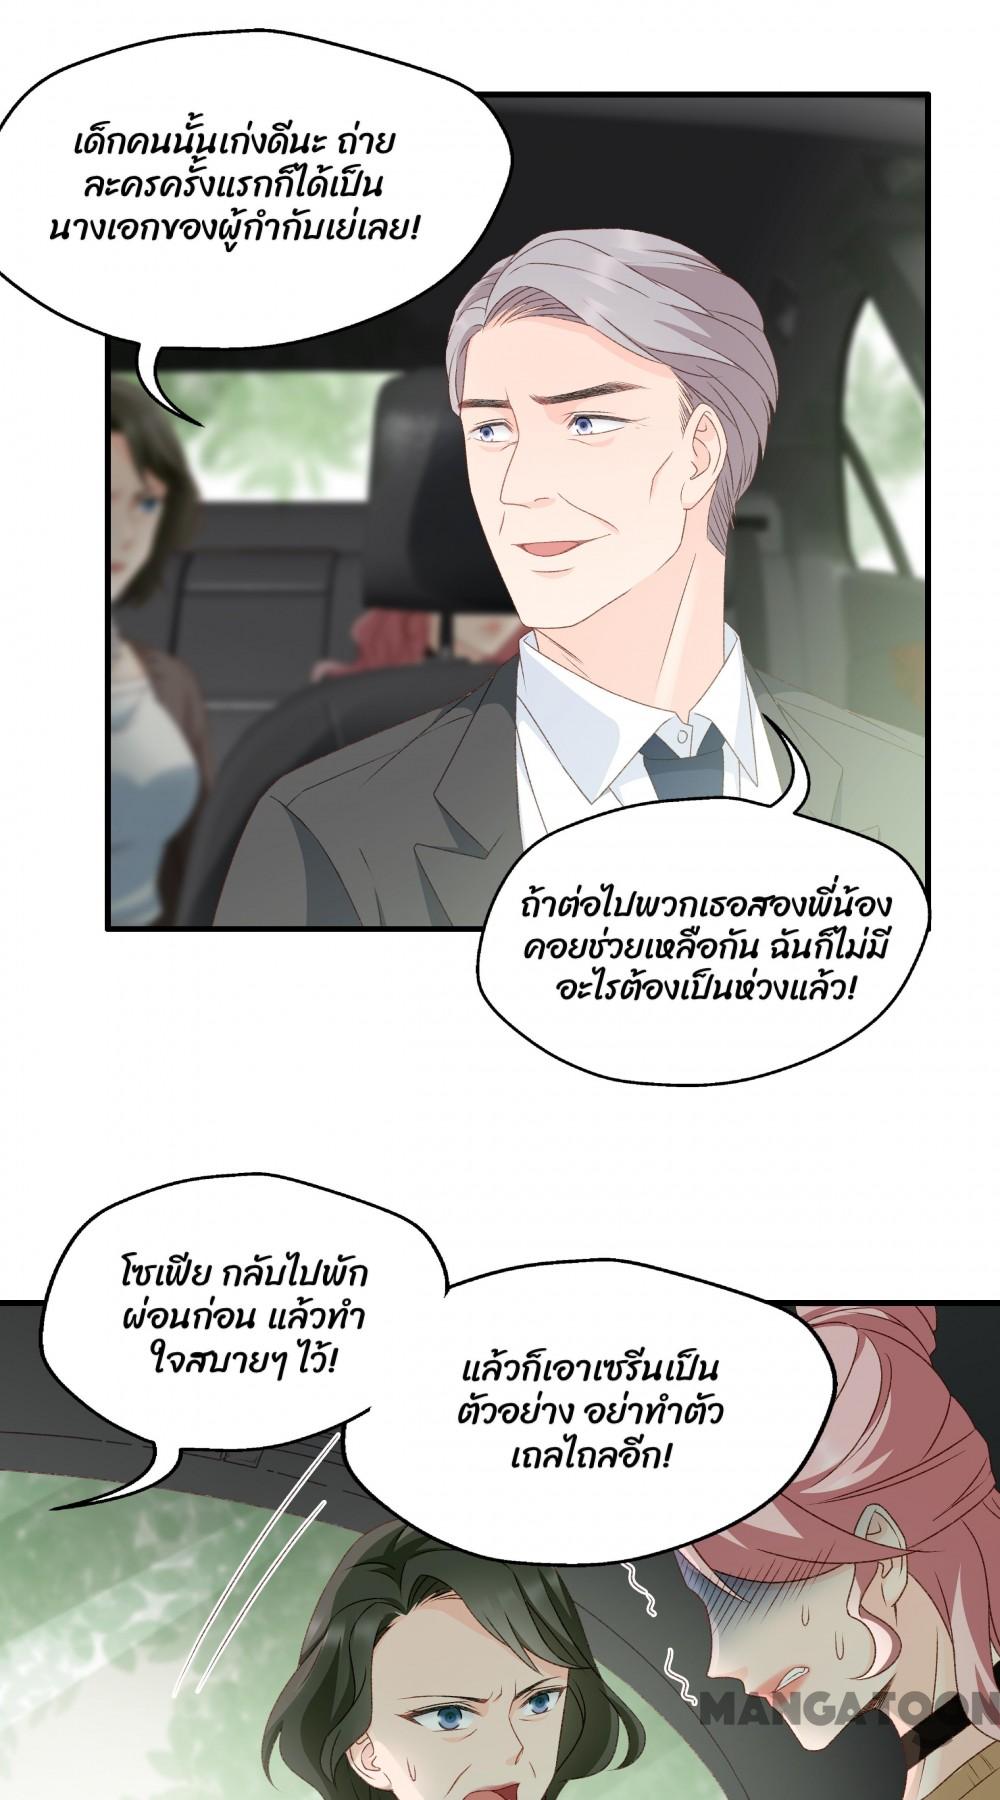 เด็กคนนั้นเก่งดีนะ ถ่าย
ละครครั้งแรกก็ได้เป็น
นางเอกของผู้กำกับเย่เลย!
ถ้าต่อไปพวกเธอสองพี่น้อง
คอยช่วยเหลือกัน ฉันก็ไม่มี
อะไรต้องเป็นห่วงแล้ว!
โซเฟีย กลับไปพัก
ผ่อนก่อน แล้วทำ
ใจสบายๆ ไว้!
แล้วก็เอาเซรีนเป็น
ตัวอย่าง อย่าทำตัว
เถลไถลอีก!
MANGATOON